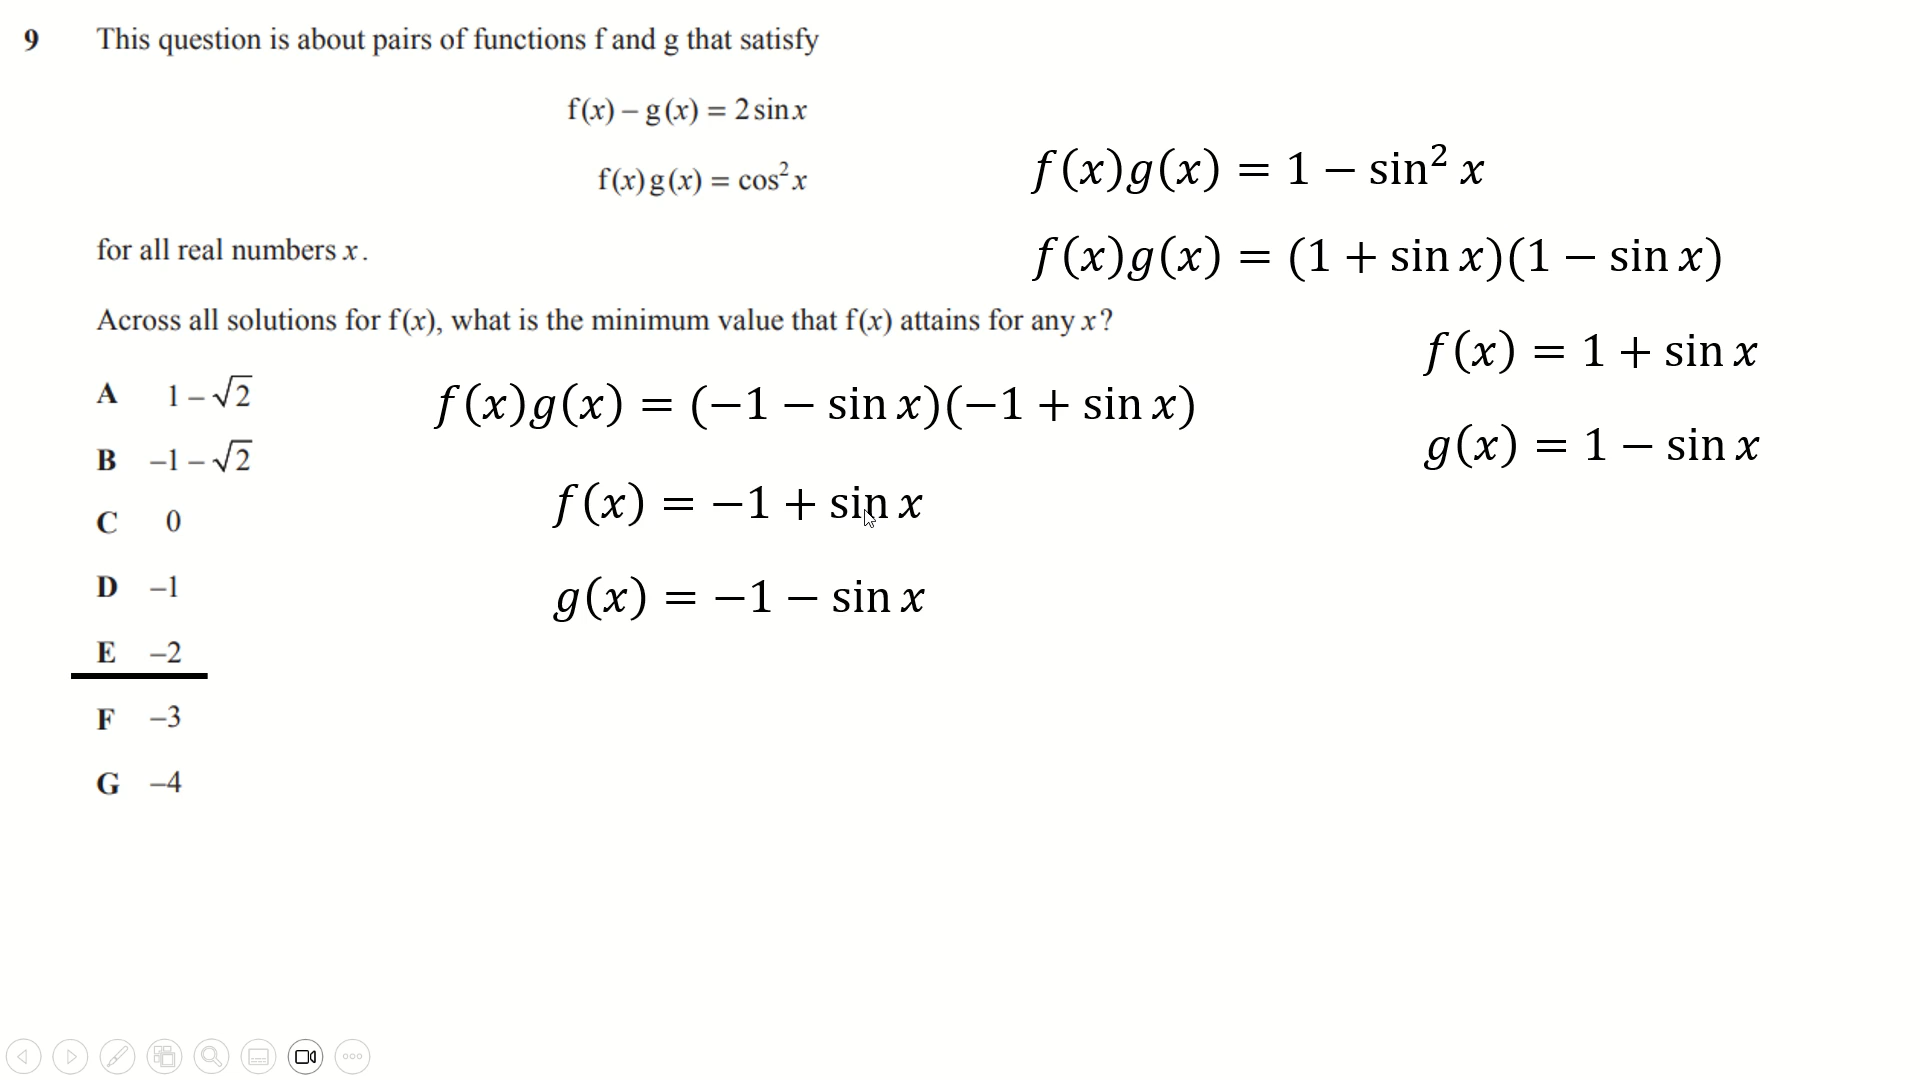 9 This question is about pairs of functions f and g that satisfy
f(x) – g(x) = 2 sin x
f(x) g(x) = cos² x
for all real numbers x.
Across all solutions for f(x), what is the minimum value that f(x) attains for any x?
A 1 – √2
B –1 – √2
C 0
D –1
E –2
F –3
G –4
f(x)g(x) = 1 − sin² x
f(x)g(x) = (1 + sin x)(1 − sin x)
f(x) = 1 + sin x
g(x) = 1 − sin x
f(x)g(x) = (−1 − sin x)(−1 + sin x)
f(x) = −1 + sin x
g(x) = −1 − sin x